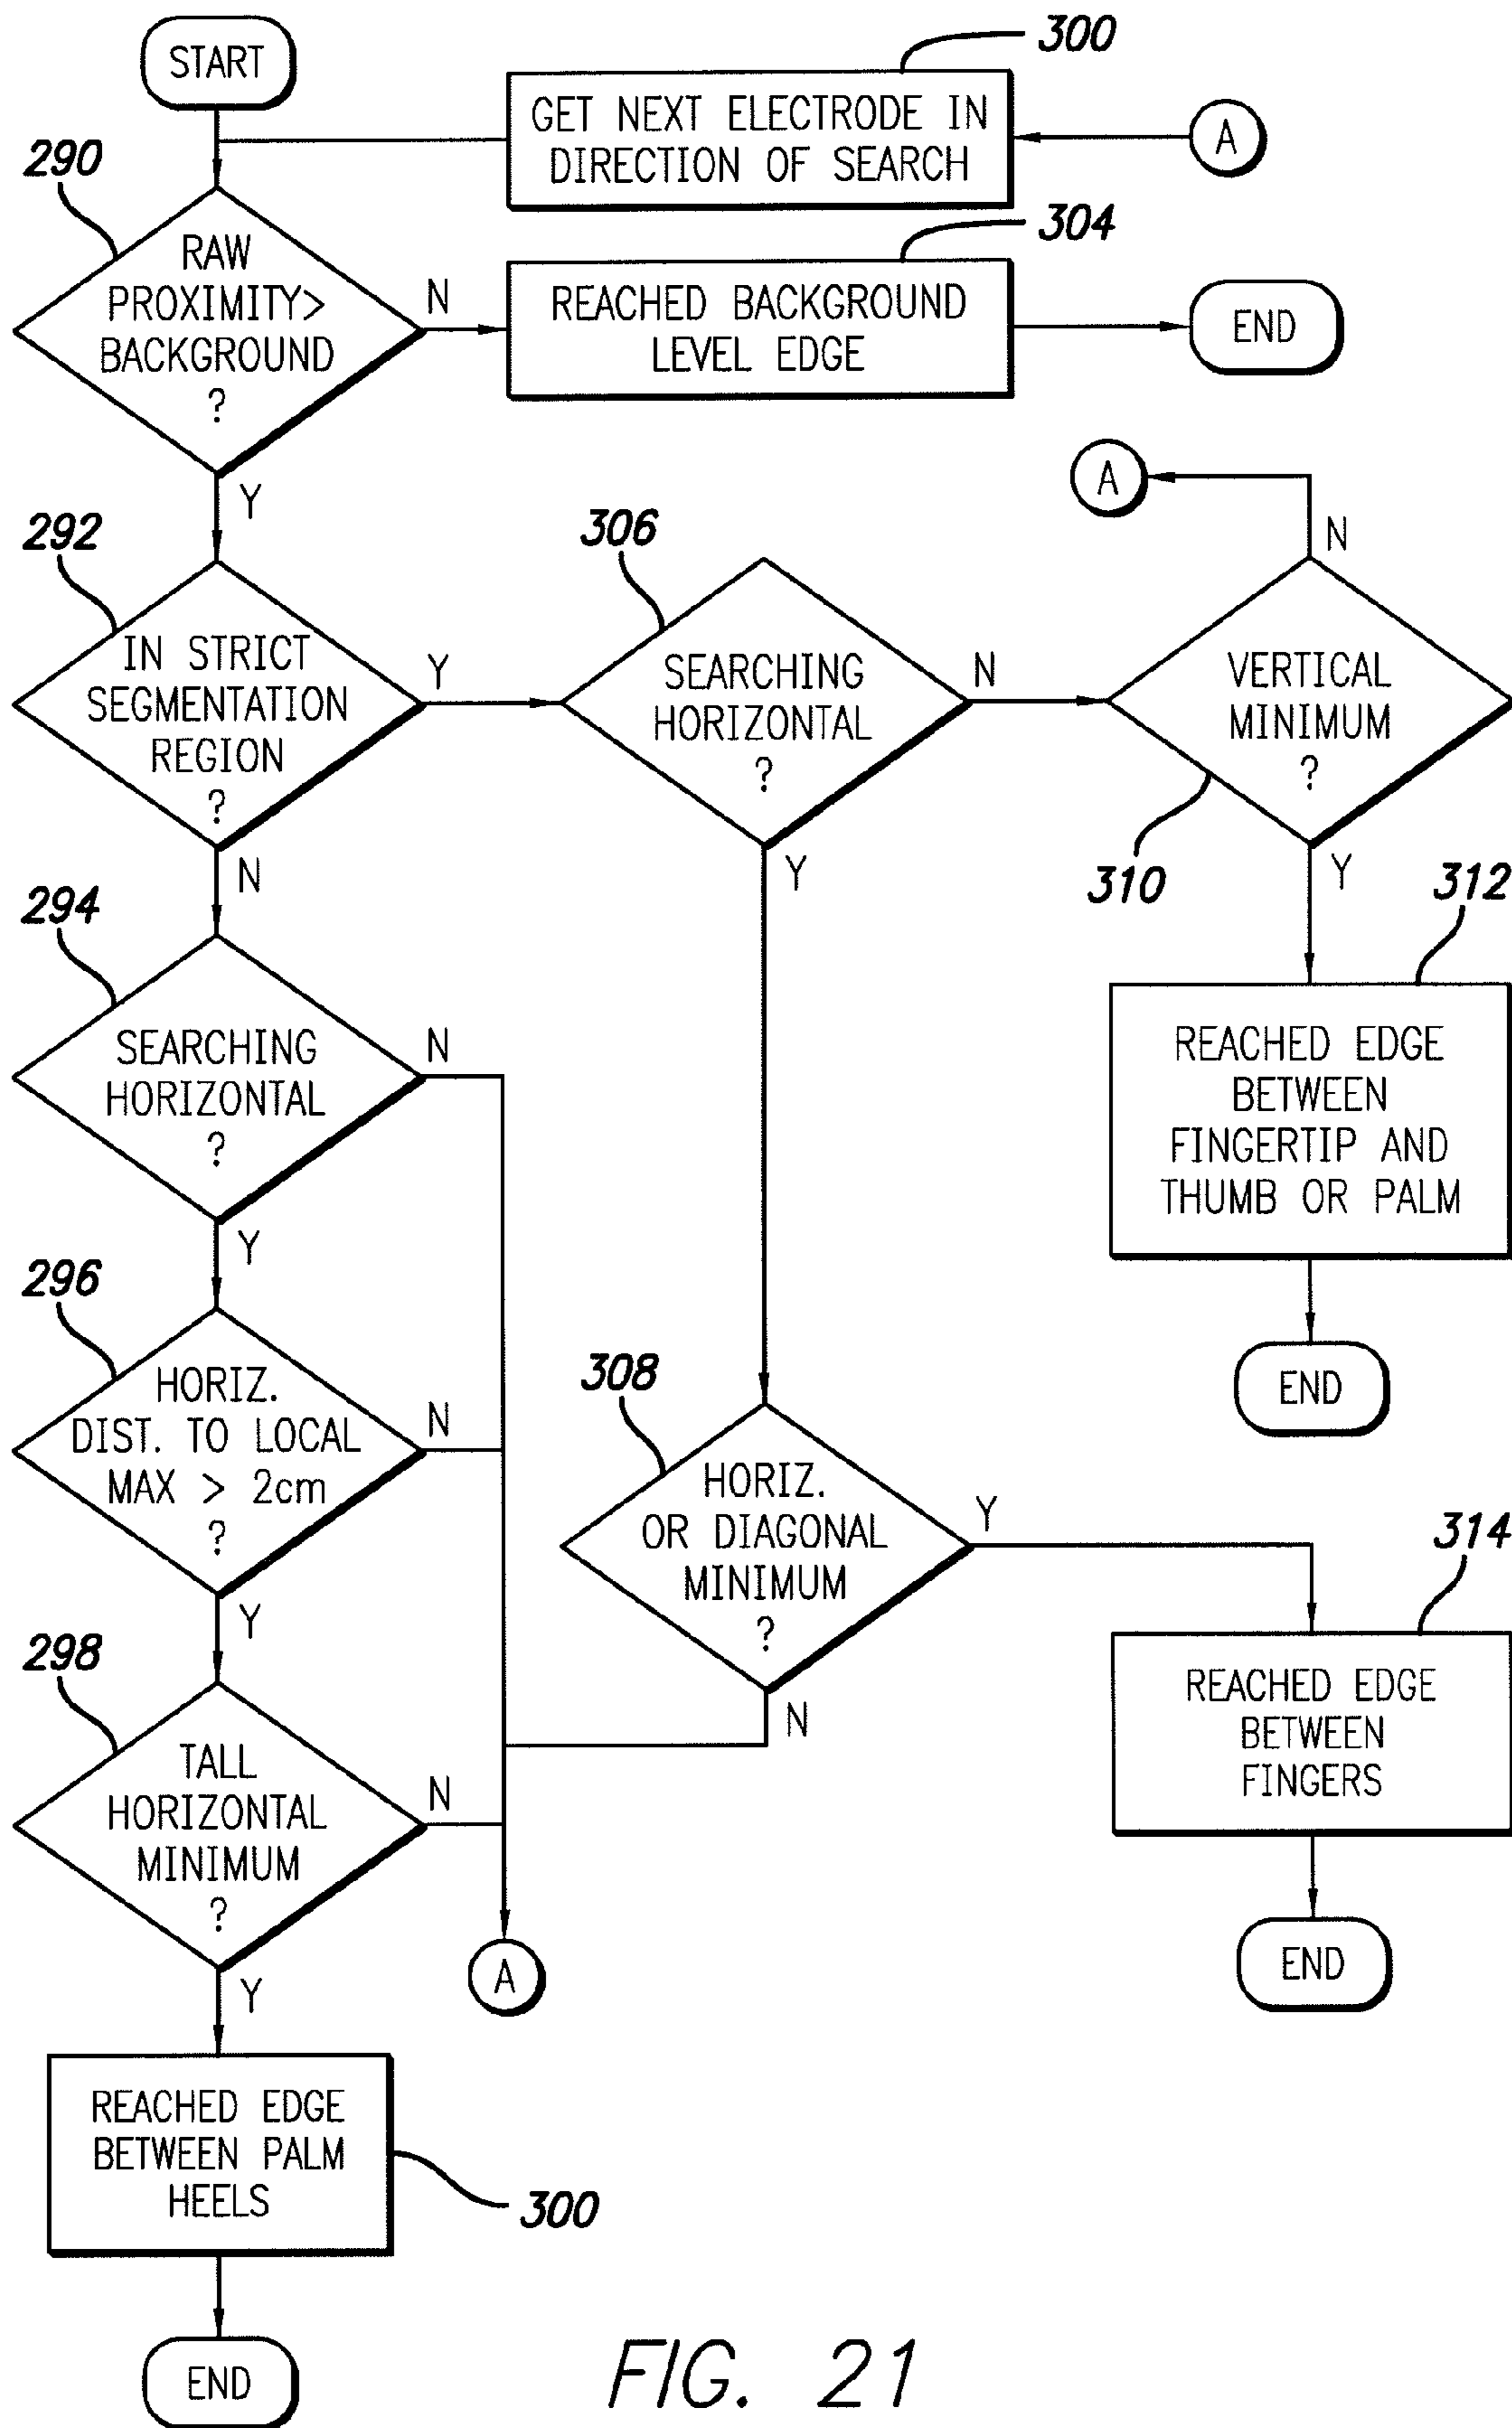 START
300
GET NEXT ELECTRODE IN
DIRECTION OF SEARCH
A
290
RAW
PROXIMITY>
BACKGROUND
?
N
304
REACHED BACKGROUND
LEVEL EDGE
END
Y
292
IN STRICT
SEGMENTATION
REGION
?
Y
306
SEARCHING
HORIZONTAL
?
N
A
N
VERTICAL
MINIMUM
?
310
Y
312
REACHED EDGE
BETWEEN
FINGERTIP AND
THUMB OR PALM
END
N
294
SEARCHING
HORIZONTAL
?
N
Y
Y
296
HORIZ.
DIST. TO LOCAL
MAX > 2cm
?
N
308
HORIZ.
OR DIAGONAL
MINIMUM
?
Y
314
REACHED EDGE
BETWEEN
FINGERS
END
N
Y
298
TALL
HORIZONTAL
MINIMUM
?
N
A
Y
REACHED EDGE
BETWEEN PALM
HEELS
300
END
FIG. 21